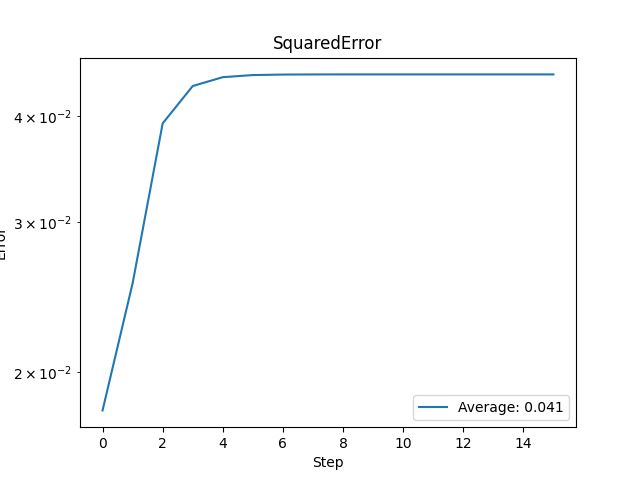 SquaredError
4 × 10⁻²
3 × 10⁻²
2 × 10⁻²
Error
Average: 0.041
0 2 4 6 8 10 12 14
Step